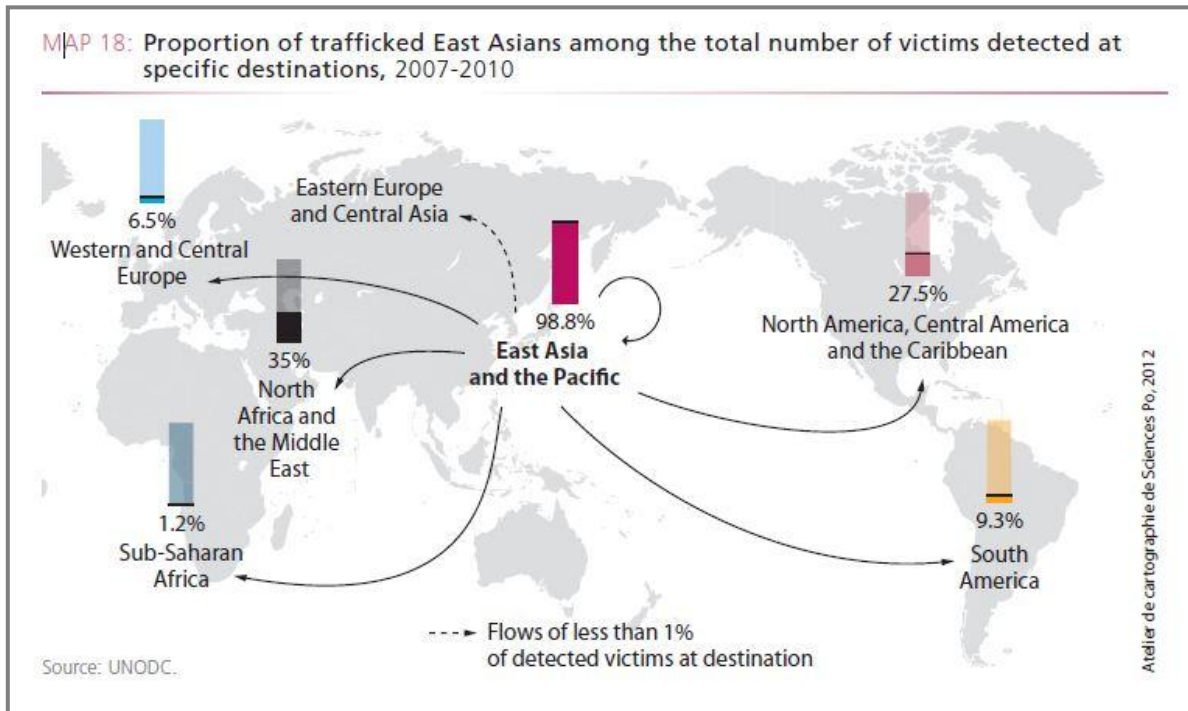 MAP 18: Proportion of trafficked East Asians among the total number of victims detected at
specific destinations, 2007-2010
6.5%
Western and Central
Europe
Eastern Europe
and Central Asia
35%
North
Africa and
the Middle
East
98.8%
East Asia
and the Pacific
27.5%
North America, Central America
and the Caribbean
1.2%
Sub-Saharan
Africa
9.3%
South
America
Flows of less than 1%
of detected victims at destination
Source: UNODC.
Atelier de cartographie de Sciences Po, 2012